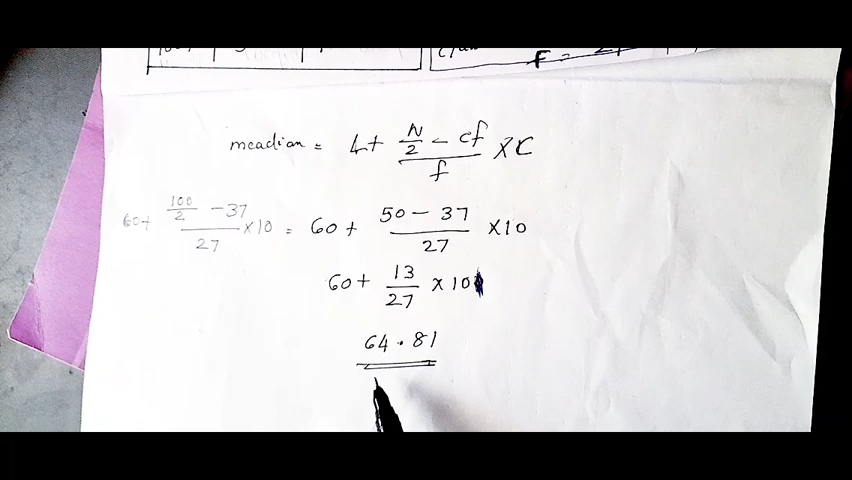 meadian = L+ N/2 - cf / f × C
60+ 100/2 - 37 / 27 ×10 = 60 + 50 - 37 / 27 ×10
60+ 13/27 × 10
64.81